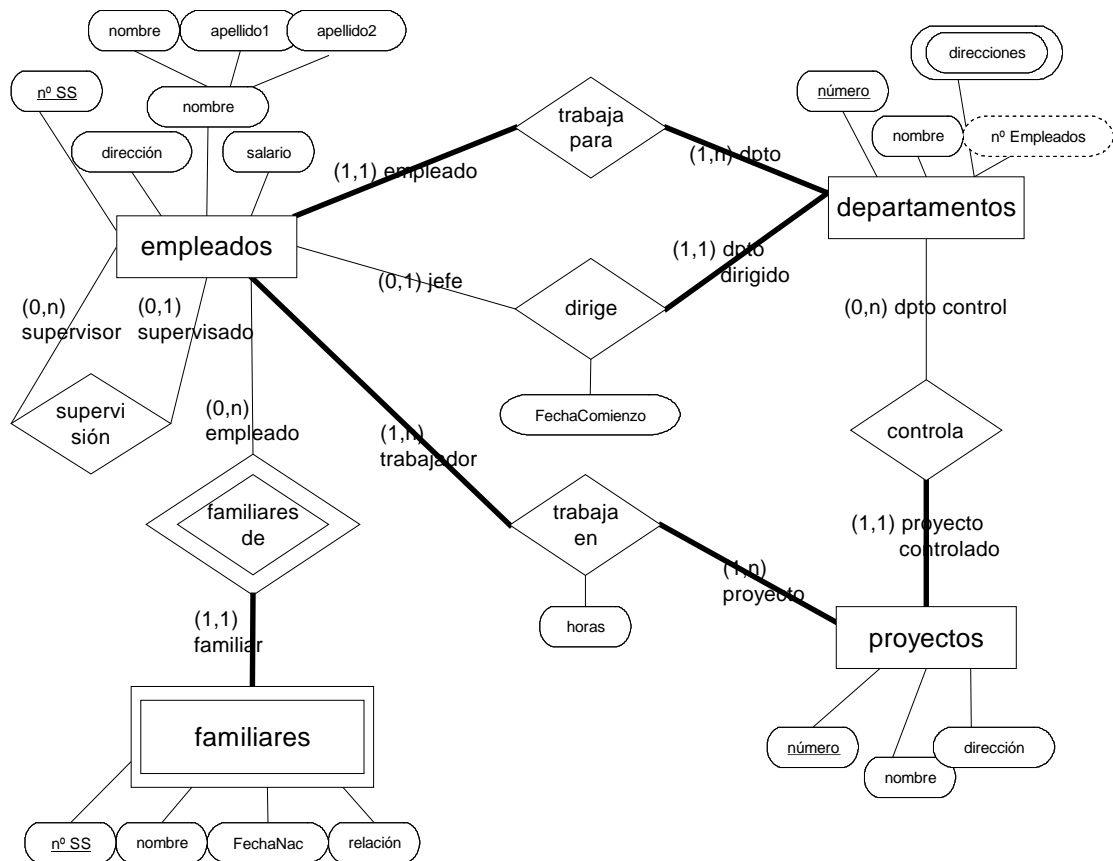 nombre
apellido1
apellido2
direcciones
nº SS
nombre
trabaja
para
número
nombre
nº Empleados
dirección
salario
(1,1) empleado
(1,n) dpto
empleados
departamentos
(0,n)
supervisor
(0,1)
supervisado
(0,1) jefe
(1,1) dpto
dirigido
dirige
(0,n) dpto control
supervi
sión
(0,n)
empleado
FechaComienzo
(1,n)
trabajador
controla
familiares
de
trabaja
en
(1,1) proyecto
controlado
(1,n)
proyecto
(1,1)
familiar
horas
proyectos
familiares
número
nombre
dirección
nº SS
nombre
FechaNac
relación